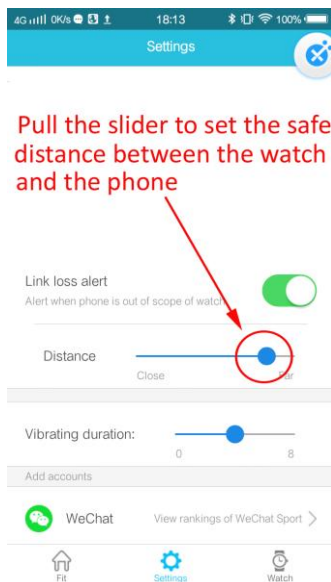 4G 0K/s 18:13 100%
Settings
Pull the slider to set the safe
distance between the watch
and the phone
Link loss alert
Alert when phone is out of scope of watch
Distance
Close Far
Vibrating duration:
0 8
Add accounts
WeChat View rankings of WeChat Sport >
Fit Settings Watch